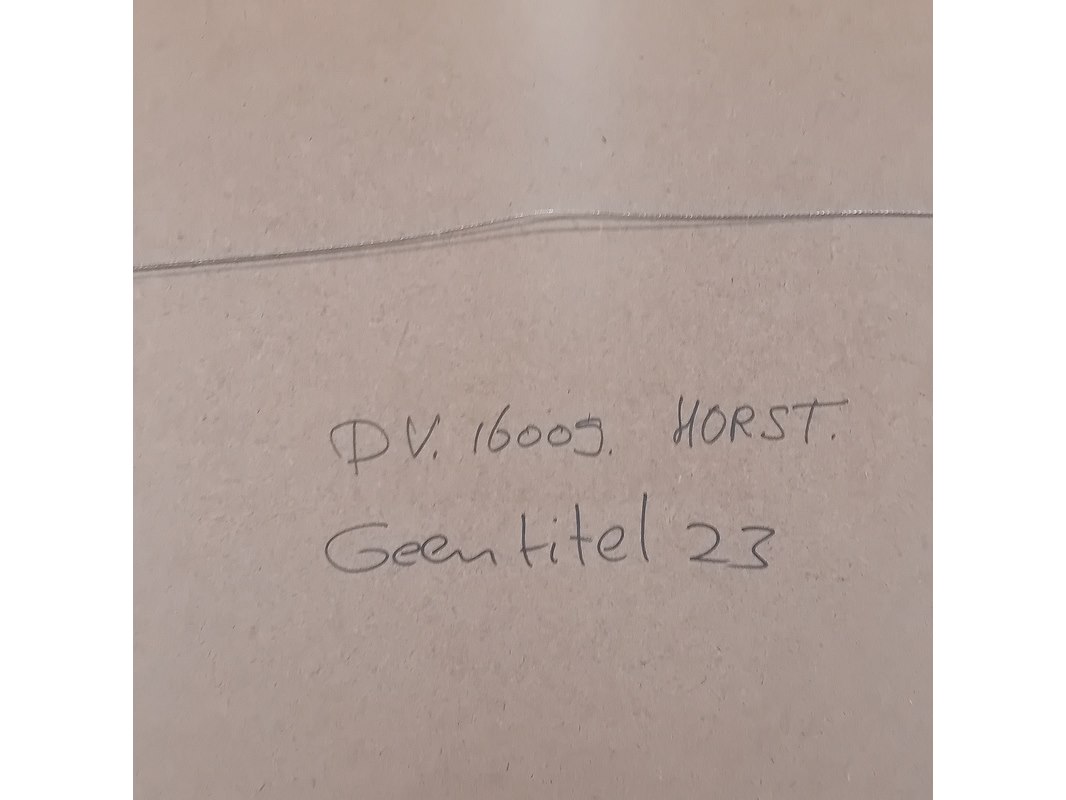 DV. 16009. HORST.
Geen titel 23